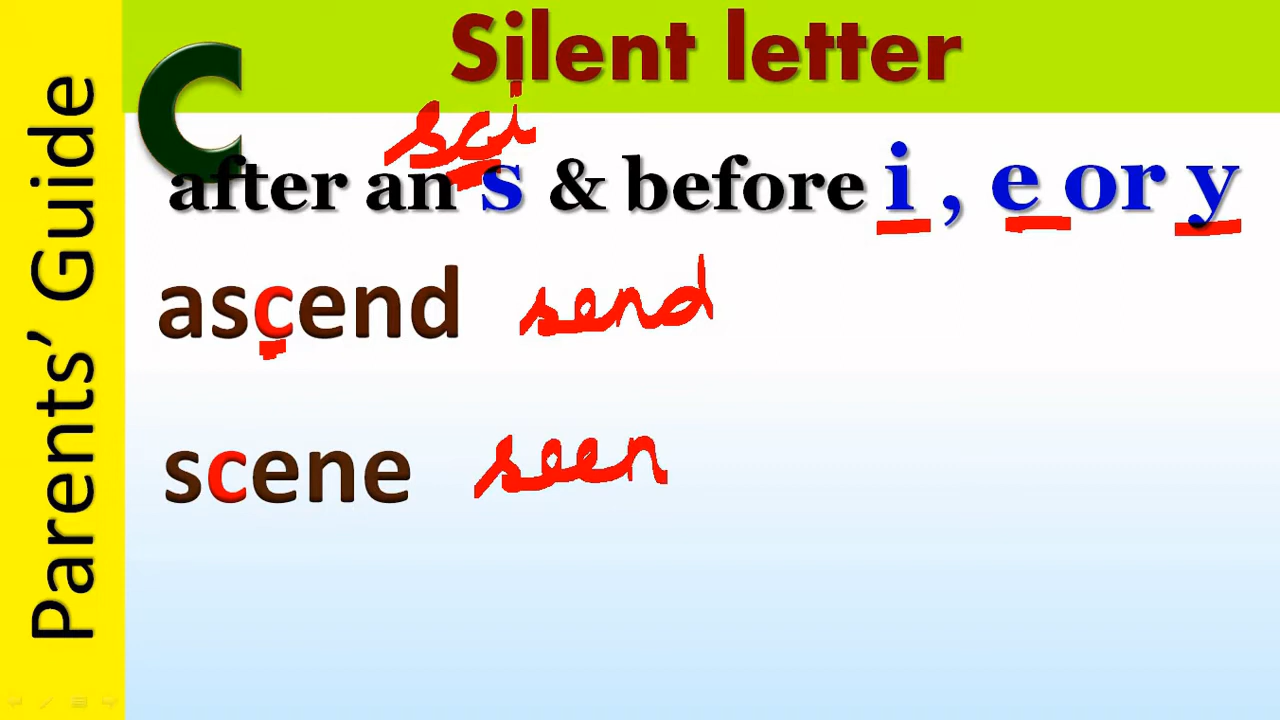 Parents' Guide
Silent letter
C
sci
after an s & before i , e or y
ascend send
scene seen